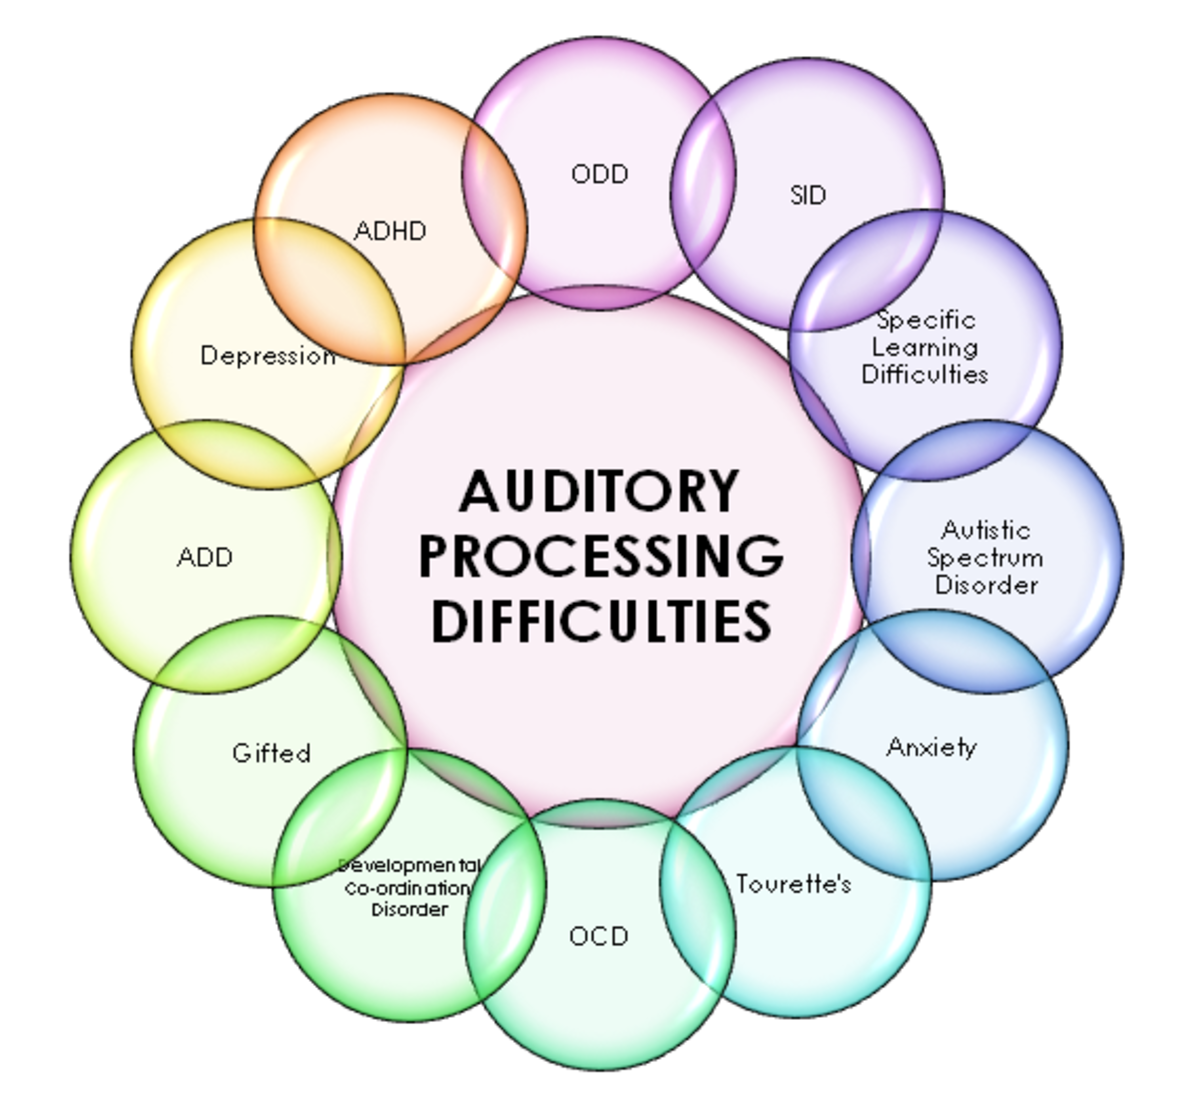 ODD
SID
ADHD
Specific
Learning
Difficulties
Depression
AUDITORY
PROCESSING
DIFFICULTIES
Autistic
Spectrum
Disorder
ADD
Gifted
Anxiety
Developmental
Co-ordination
Disorder
Tourette's
OCD